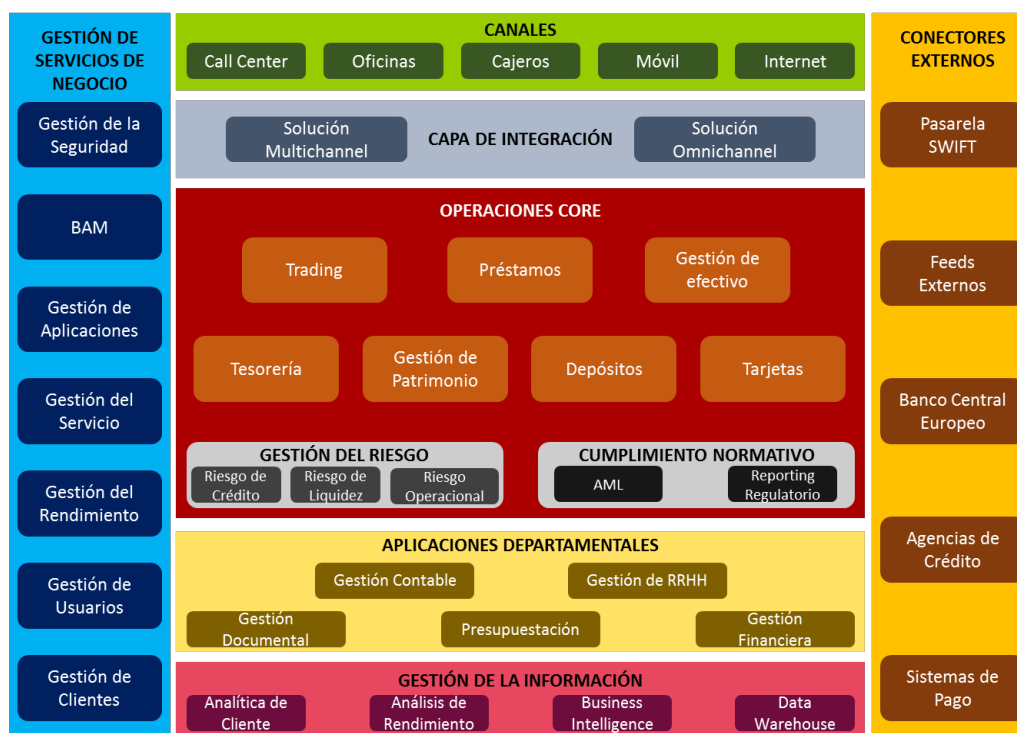 GESTIÓN DE
SERVICIOS DE
NEGOCIO
Gestión de la
Seguridad
BAM
Gestión de
Aplicaciones
Gestión del
Servicio
Gestión del
Rendimiento
Gestión de
Usuarios
Gestión de
Clientes
CANALES
Call Center
Oficinas
Cajeros
Móvil
Internet
Solución
Multichannel
CAPA DE INTEGRACIÓN
Solución
Omnichannel
OPERACIONES CORE
Trading
Préstamos
Gestión de
efectivo
Tesorería
Gestión de
Patrimonio
Depósitos
Tarjetas
GESTIÓN DEL RIESGO
Riesgo de
Crédito
Riesgo de
Liquidez
Riesgo
Operacional
CUMPLIMIENTO NORMATIVO
AML
Reporting
Regulatorio
APLICACIONES DEPARTAMENTALES
Gestión Contable
Gestión de RRHH
Gestión
Documental
Presupuestación
Gestión
Financiera
GESTIÓN DE LA INFORMACIÓN
Analítica de
Cliente
Análisis de
Rendimiento
Business
Intelligence
Data
Warehouse
CONECTORES
EXTERNOS
Pasarela
SWIFT
Feeds
Externos
Banco Central
Europeo
Agencias de
Crédito
Sistemas de
Pago